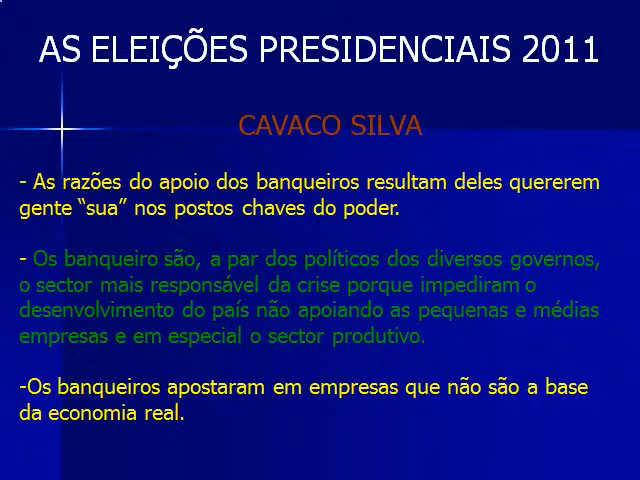 AS ELEIÇÕES PRESIDENCIAIS 2011
CAVACO SILVA
- As razões do apoio dos banqueiros resultam deles quererem
gente “sua” nos postos chaves do poder.
- Os banqueiro são, a par dos políticos dos diversos governos,
o sector mais responsável da crise porque impediram o
desenvolvimento do país não apoiando as pequenas e médias
empresas e em especial o sector produtivo.
-Os banqueiros apostaram em empresas que não são a base
da economia real.